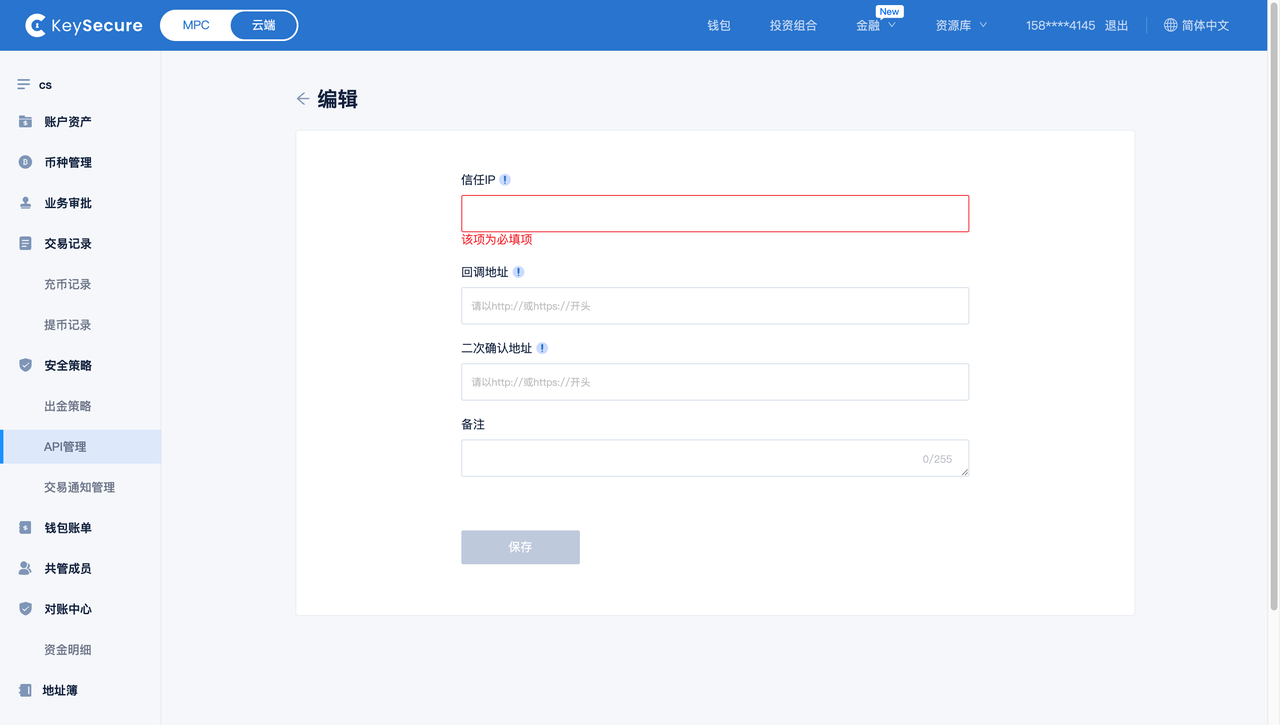 KeySecure
MPC
云端
钱包
投资组合
金融
New
资源库
158****4145
退出
简体中文
cs
账户资产
币种管理
业务审批
交易记录
充币记录
提币记录
安全策略
出金策略
API管理
交易通知管理
钱包账单
共管成员
对账中心
资金明细
地址簿
编辑
信任IP
该项为必填项
回调地址
请以http://或https://开头
二次确认地址
请以http://或https://开头
备注
0/255
保存